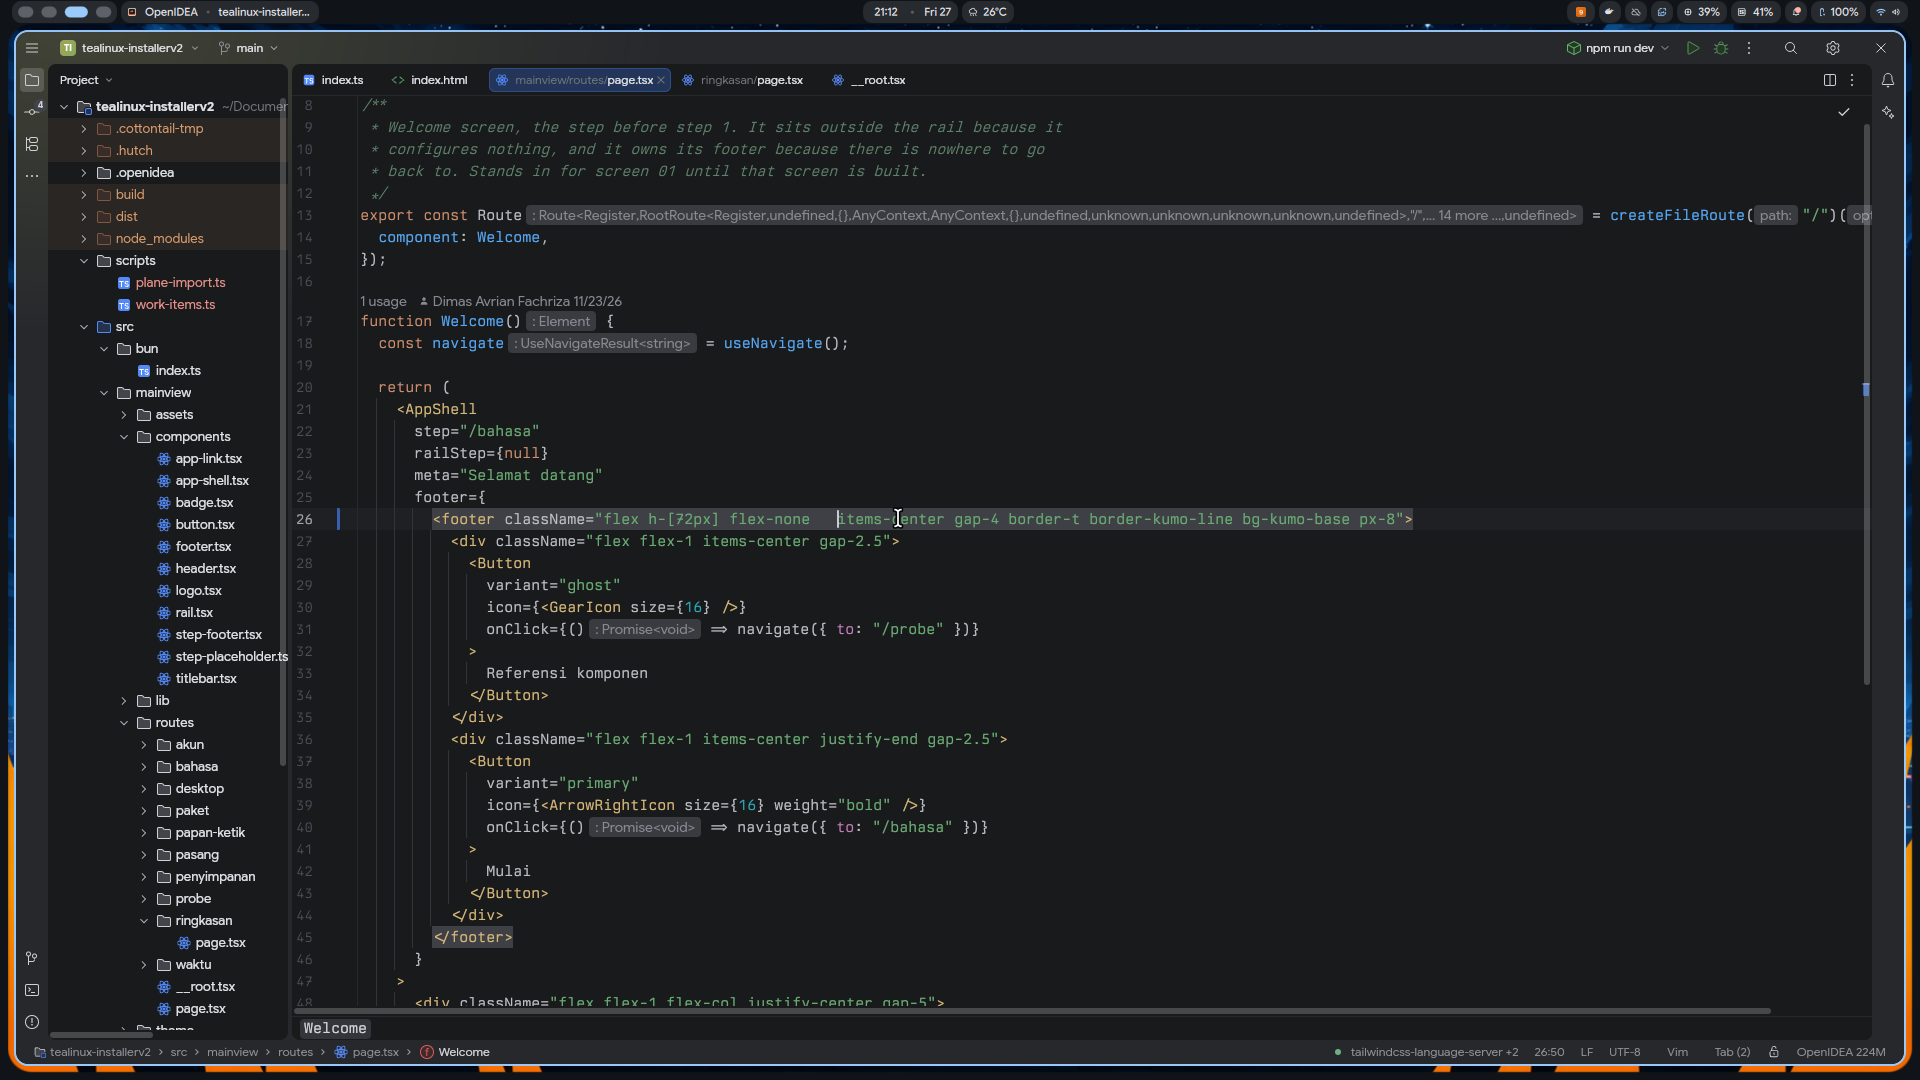 OpenIDEA · tealinux-installer...
21:12 · Fri 27
26°C
39%
41%
100%
TI tealinux-installerv2
main
npm run dev
Project
index.ts
index.html
mainview/routes/page.tsx
ringkasan/page.tsx
__root.tsx
4
tealinux-installerv2 ~/Documer
.cottontail-tmp
.hutch
.openidea
build
dist
node_modules
scripts
plane-import.ts
work-items.ts
src
bun
index.ts
mainview
assets
components
app-link.tsx
app-shell.tsx
badge.tsx
button.tsx
footer.tsx
header.tsx
logo.tsx
rail.tsx
step-footer.tsx
step-placeholder.ts
titlebar.tsx
lib
routes
akun
bahasa
desktop
paket
papan-ketik
pasang
penyimpanan
probe
ringkasan
page.tsx
waktu
__root.tsx
page.tsx
8 /**
9 * Welcome screen, the step before step 1. It sits outside the rail because it
10 * configures nothing, and it owns its footer because there is nowhere to go
11 * back to. Stands in for screen 01 until that screen is built.
12 */
13 export const Route : Route<Register,RootRoute<Register,undefined,{},AnyContext,AnyContext,{},undefined,unknown,unknown,unknown,unknown,undefined>,"/",... 14 more ...,undefined> = createFileRoute( path: "/")( opt
14 component: Welcome,
15 });
16
1 usage Dimas Avrian Fachriza 11/23/26
17 function Welcome() : Element {
18 const navigate : UseNavigateResult<string> = useNavigate();
19
20 return (
21 <AppShell
22 step="/bahasa"
23 railStep={null}
24 meta="Selamat datang"
25 footer={
26 <footer className="flex h-[72px] flex-none   items-center gap-4 border-t border-kumo-line bg-kumo-base px-8">
27 <div className="flex flex-1 items-center gap-2.5">
28 <Button
29 variant="ghost"
30 icon={<GearIcon size={16} />}
31 onClick={() : Promise<void> => navigate({ to: "/probe" })}
32 >
33 Referensi komponen
34 </Button>
35 </div>
36 <div className="flex flex-1 items-center justify-end gap-2.5">
37 <Button
38 variant="primary"
39 icon={<ArrowRightIcon size={16} weight="bold" />}
40 onClick={() : Promise<void> => navigate({ to: "/bahasa" })}
41 >
42 Mulai
43 </Button>
44 </div>
45 </footer>
46 }
47 >
48 <div className="flex flex-1 flex-col justify-center gap-5">
Welcome
tealinux-installerv2 > src > mainview > routes > page.tsx > Welcome
tailwindcss-language-server +2 26:50 LF UTF-8 Vim Tab (2) OpenIDEA 224M